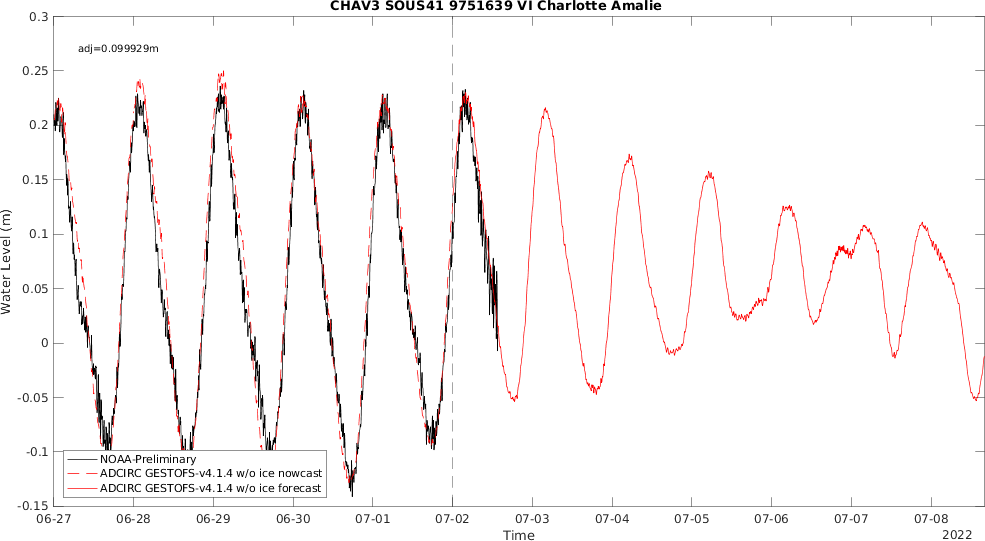 CHAV3 SOUS41 9751639 VI Charlotte Amalie
adj=0.099929m
0.3
0.25
0.2
0.15
0.1
0.05
0
-0.05
-0.1
-0.15
Water Level (m)
NOAA-Preliminary
ADCIRC GESTOFS-v4.1.4 w/o ice nowcast
ADCIRC GESTOFS-v4.1.4 w/o ice forecast
06-27 06-28 06-29 06-30 07-01 07-02 07-03 07-04 07-05 07-06 07-07 07-08
2022
Time